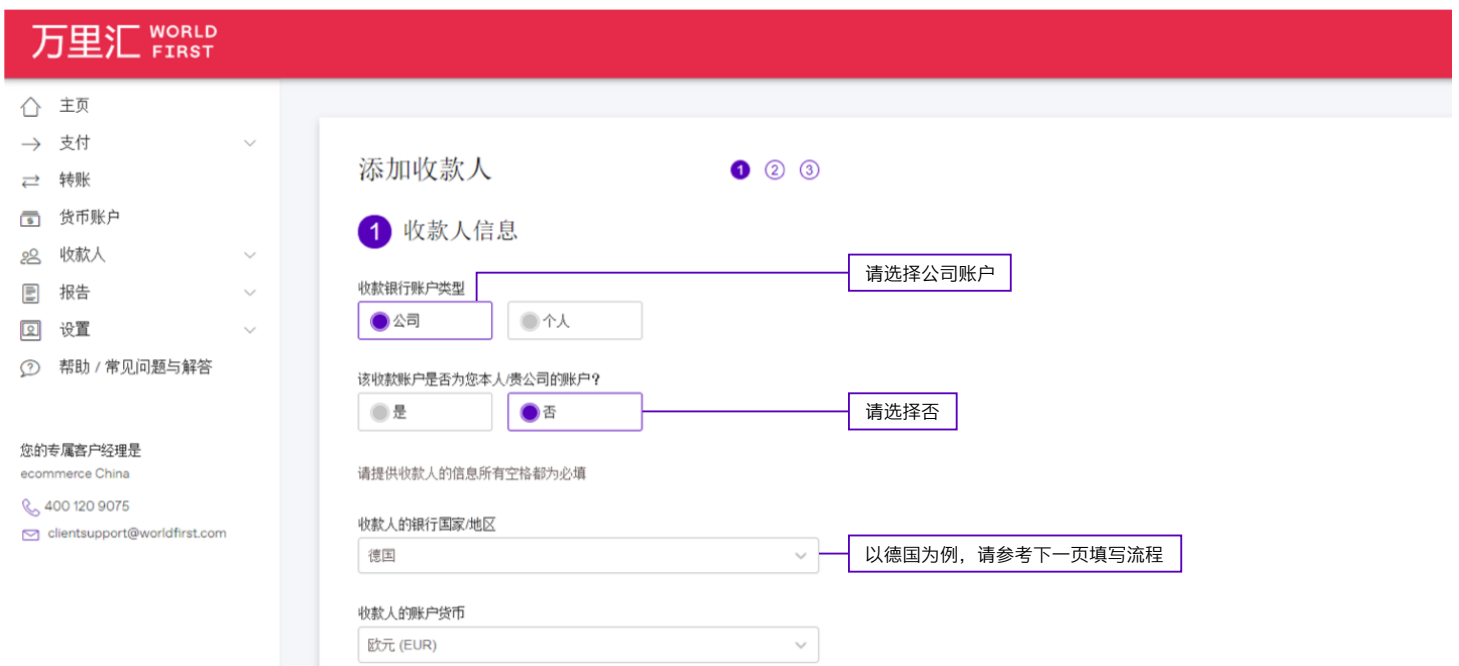 万里汇 WORLD FIRST
主页
支付
转账
货币账户
收款人
报告
设置
帮助 / 常见问题与解答
您的专属客户经理是
ecommerce China
400 120 9075
clientsupport@worldfirst.com
添加收款人
1 2 3
1 收款人信息
收款银行账户类型
请选择公司账户
公司 个人
该收款账户是否为您本人/贵公司的账户?
是 否
请选择否
请提供收款人的信息所有空格都为必填
收款人的银行国家/地区
德国
以德国为例，请参考下一页填写流程
收款人的账户货币
欧元 (EUR)